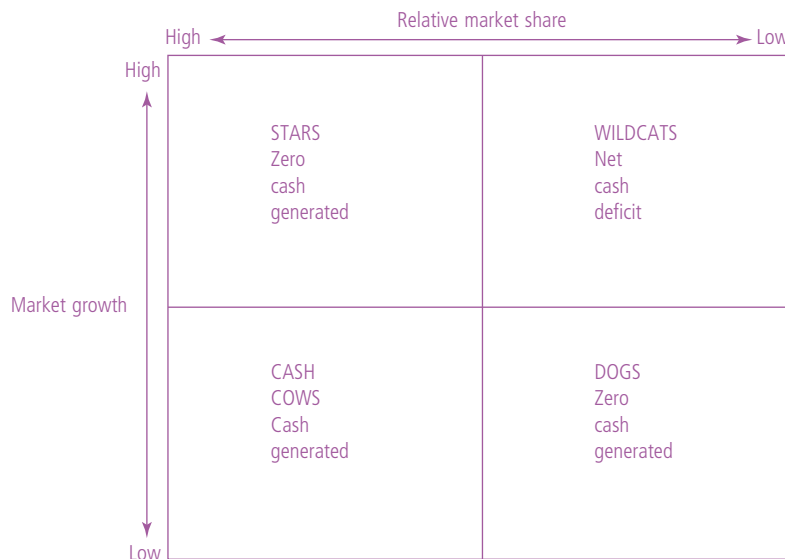 Relative market share
High
Low
High
STARS
Zero
cash
generated
WILDCATS
Net
cash
deficit
Market growth
CASH
COWS
Cash
generated
DOGS
Zero
cash
generated
Low